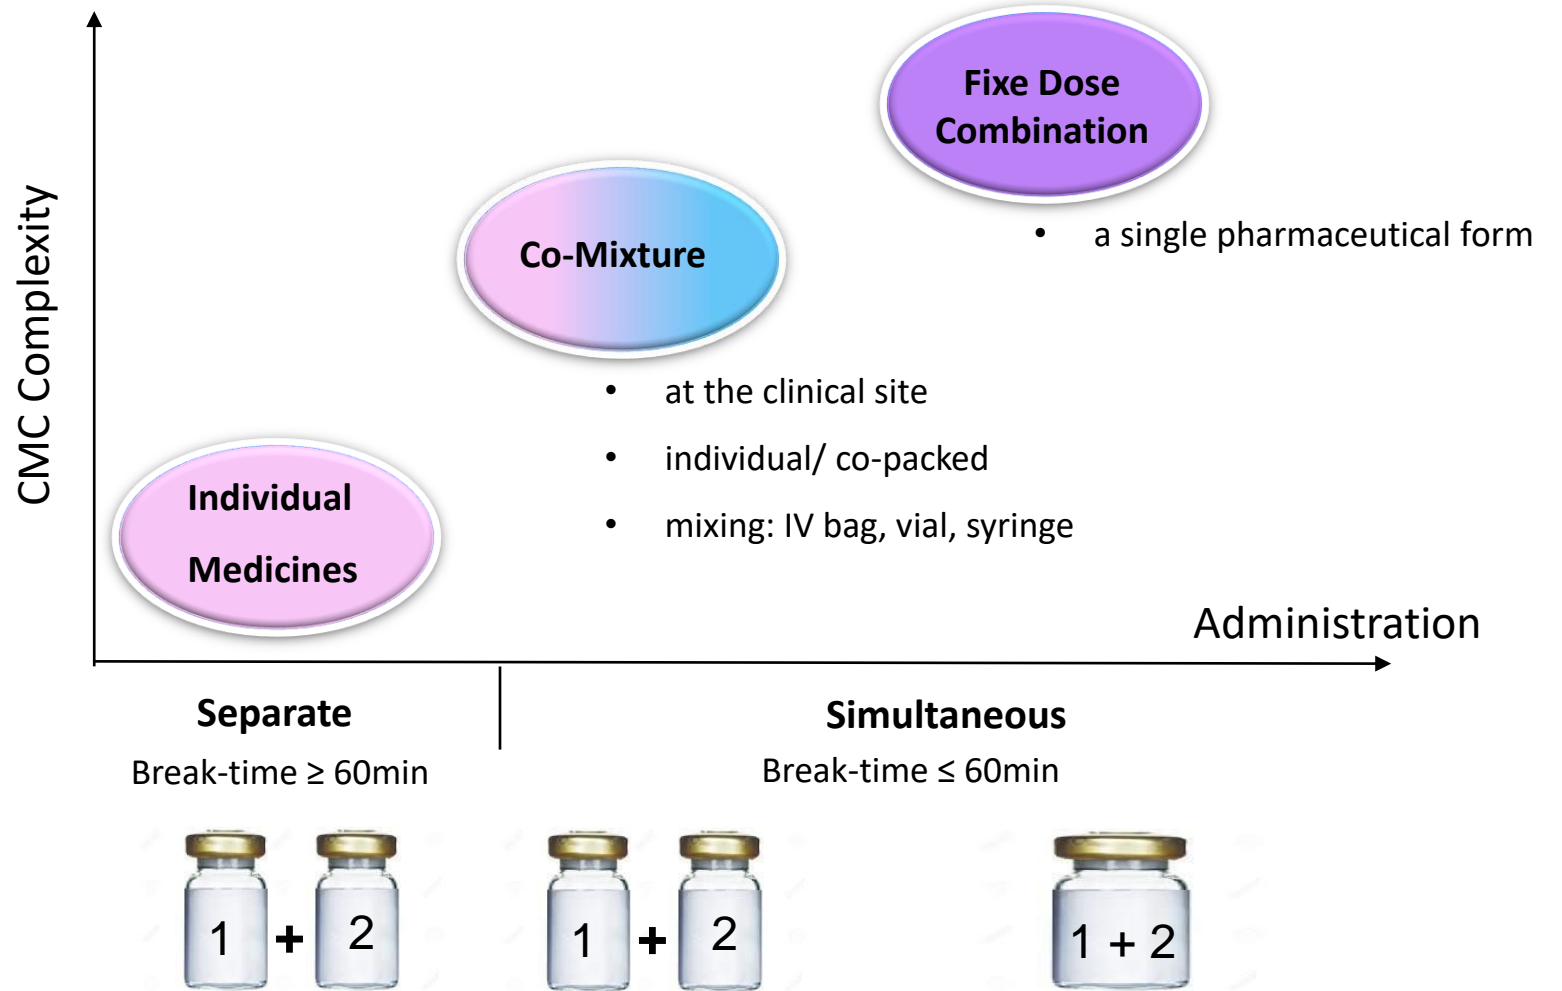 CMC Complexity
Fixe Dose
Combination
• a single pharmaceutical form
Co-Mixture
• at the clinical site
• individual/ co-packed
• mixing: IV bag, vial, syringe
Individual
Medicines
Administration
Separate
Break-time ≥ 60min
Simultaneous
Break-time ≤ 60min
1 + 2
1 + 2
1 + 2